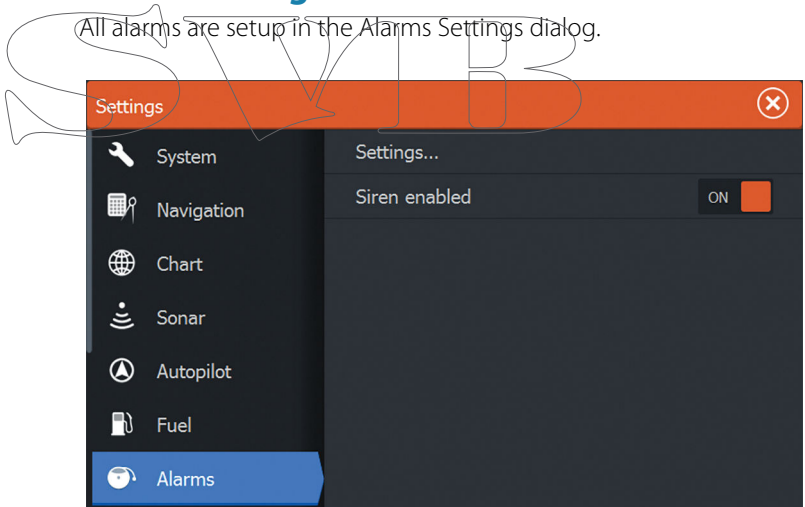 All alarms are setup in the Alarms Settings dialog.
SVB
Settings
System
Settings...
Siren enabled
ON
Navigation
Chart
Sonar
Autopilot
Fuel
Alarms